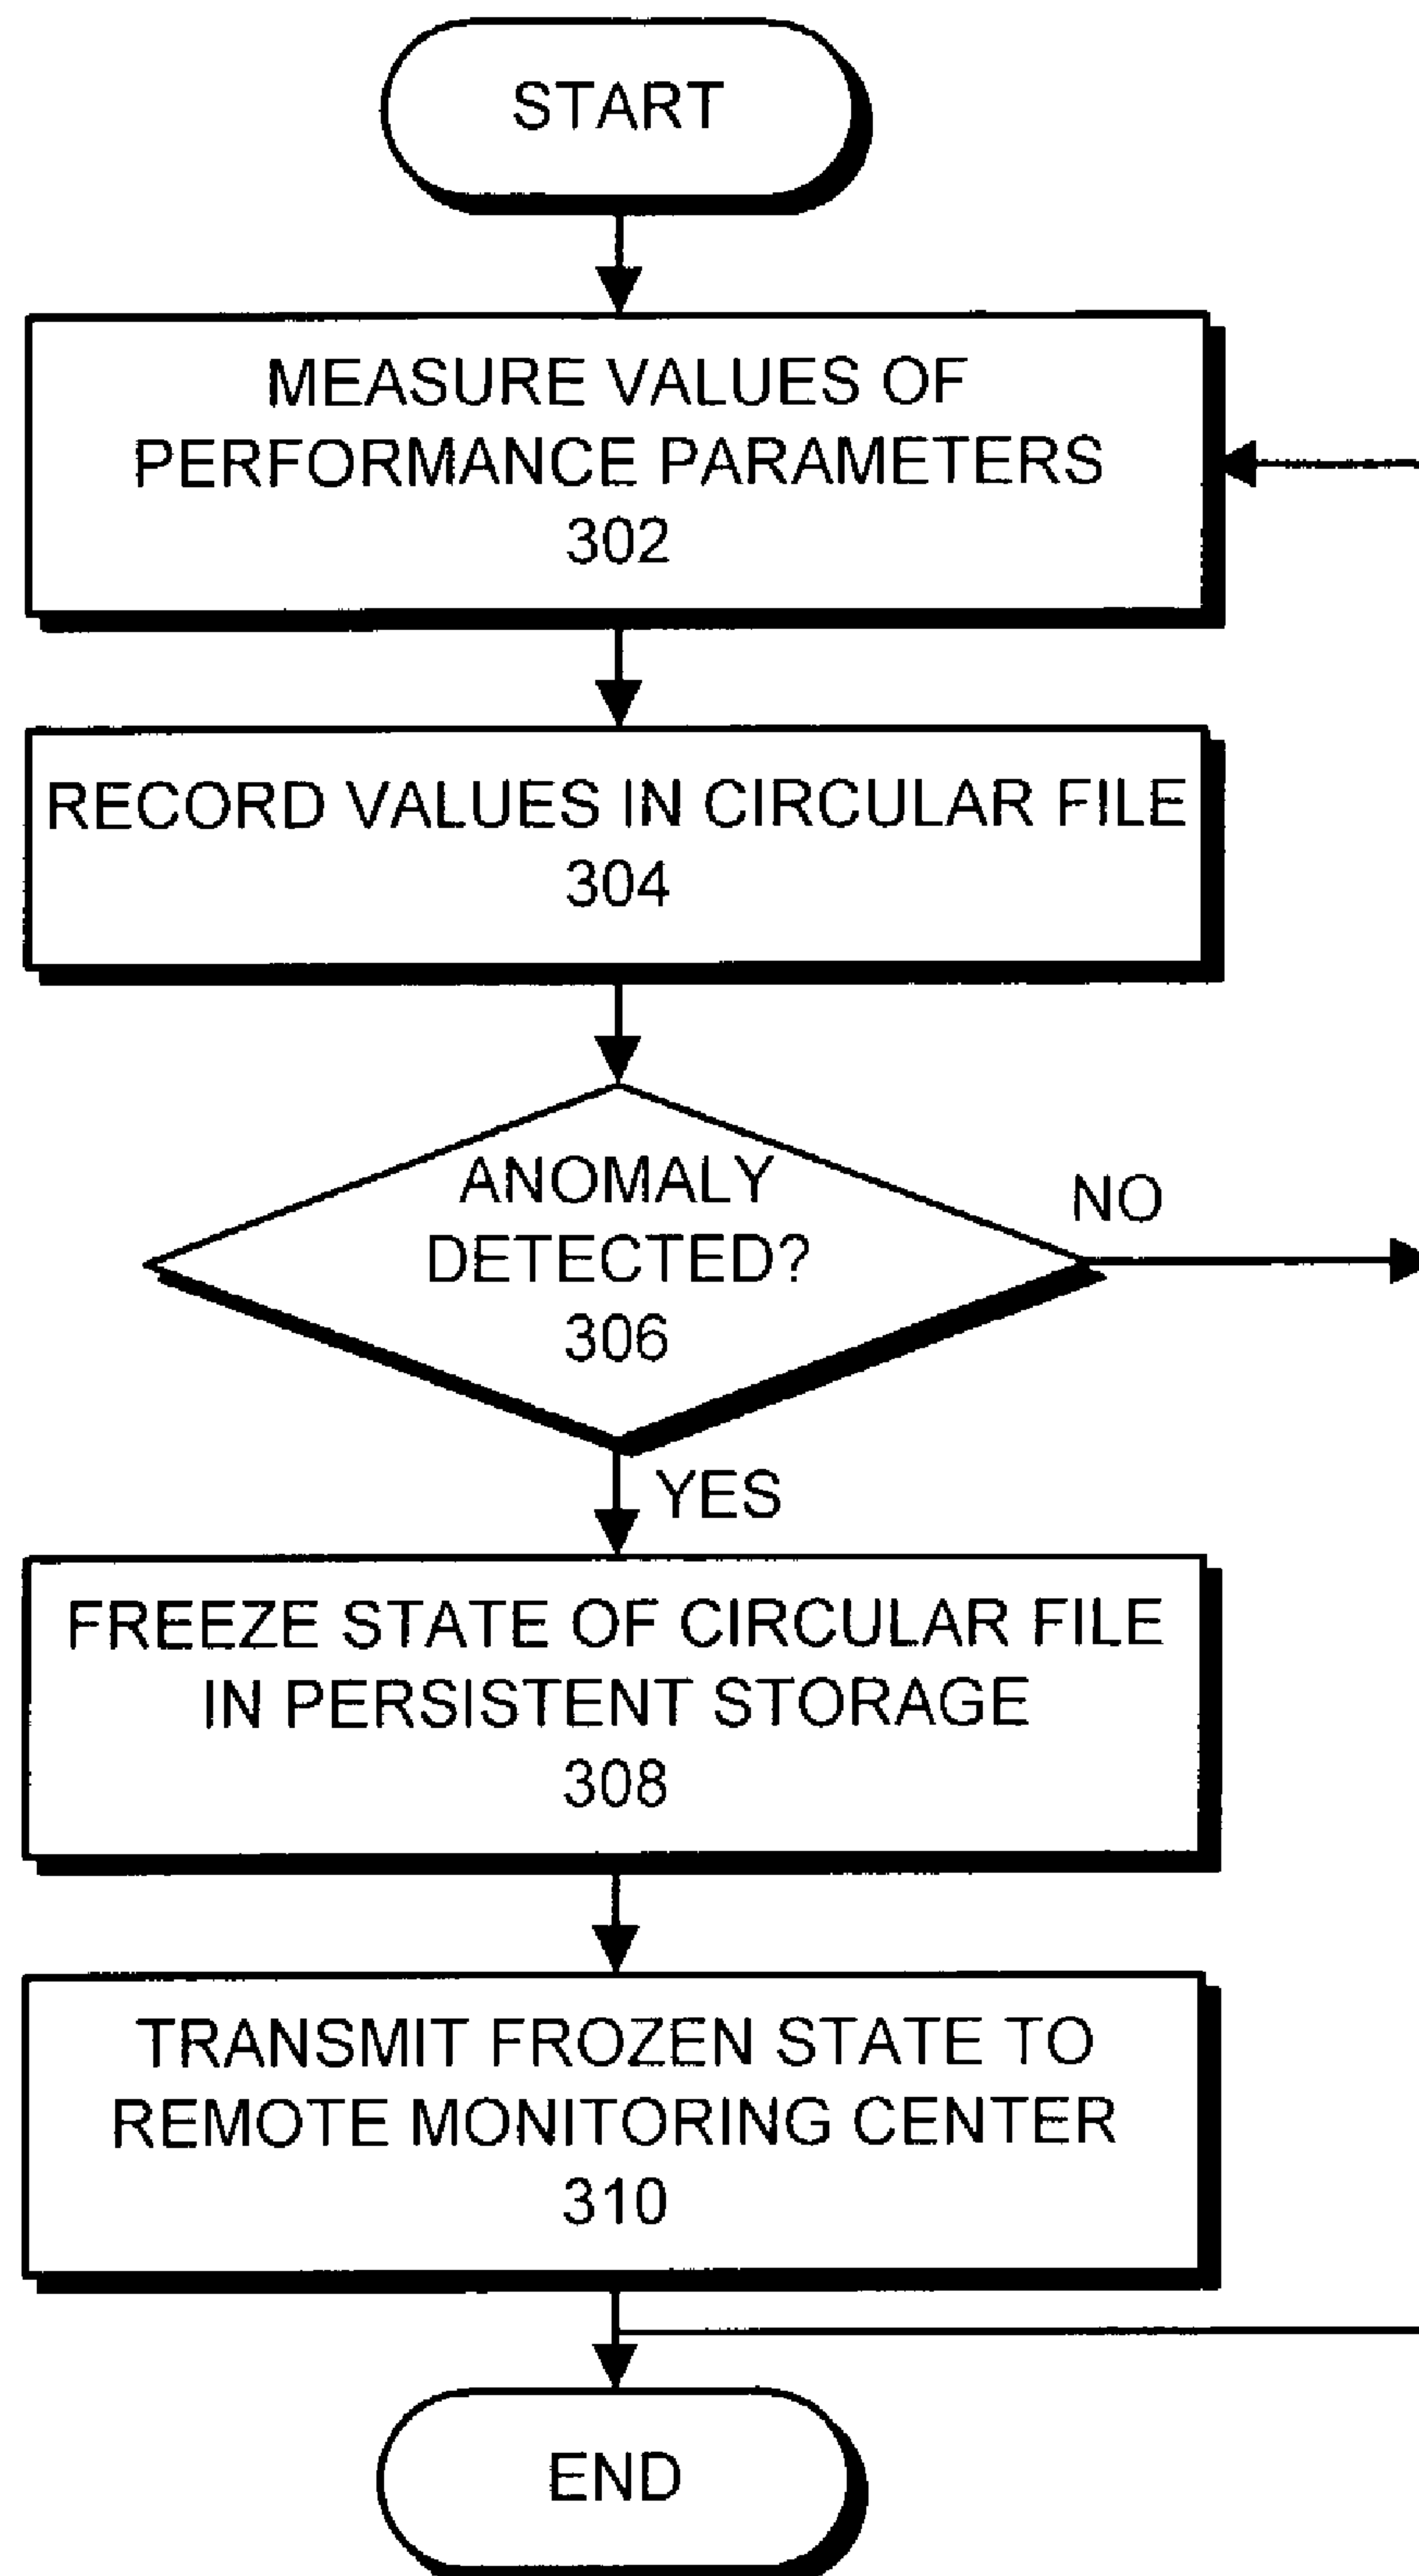 START
MEASURE VALUES OF
PERFORMANCE PARAMETERS
302
RECORD VALUES IN CIRCULAR FILE
304
ANOMALY
DETECTED?
306
NO
YES
FREEZE STATE OF CIRCULAR FILE
IN PERSISTENT STORAGE
308
TRANSMIT FROZEN STATE TO
REMOTE MONITORING CENTER
310
END